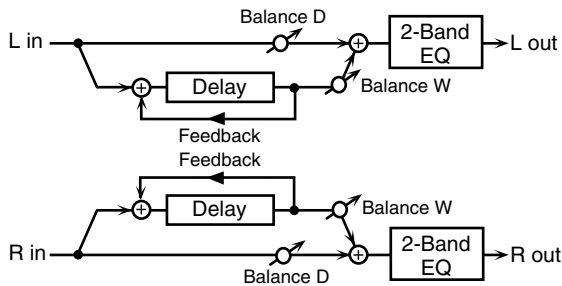 Balance D
L in
2-Band
EQ
L out
Delay
Balance W
Feedback
Feedback
Delay
Balance W
R in
Balance D
2-Band
EQ
R out